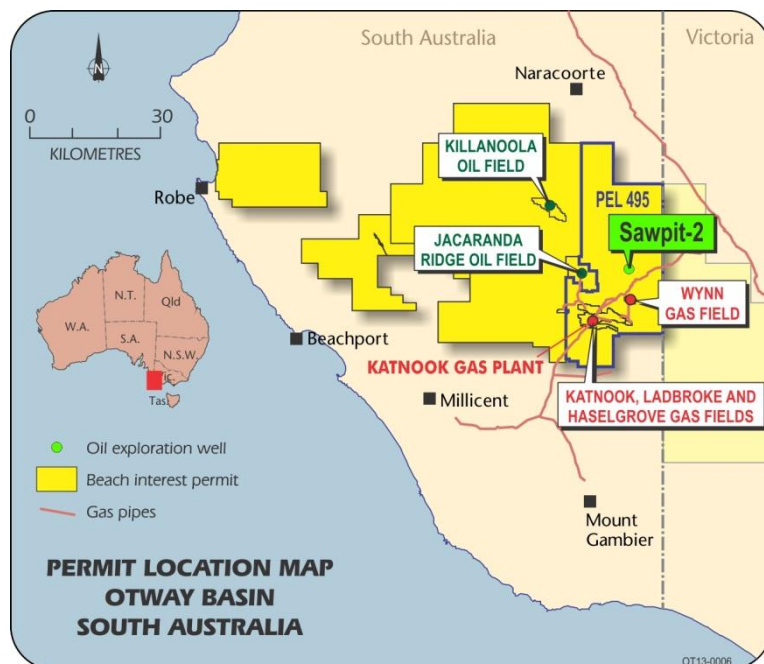 South Australia
Victoria
N
0
30
KILOMETRES
Naracoorte
KILLANOOLA
OIL FIELD
PEL 495
Robe
Sawpit-2
JACARANDA
RIDGE OIL FIELD
WYNN
GAS FIELD
N.T.
Qld
W.A.
S.A.
N.S.W.
Tas
Beachport
KATNOOK GAS PLANT
Millicent
KATNOOK, LADBROKE AND
HASELGROVE GAS FIELDS
Oil exploration well
Beach interest permit
Gas pipes
Mount
Gambier
PERMIT LOCATION MAP
OTWAY BASIN
SOUTH AUSTRALIA
OT13-0006